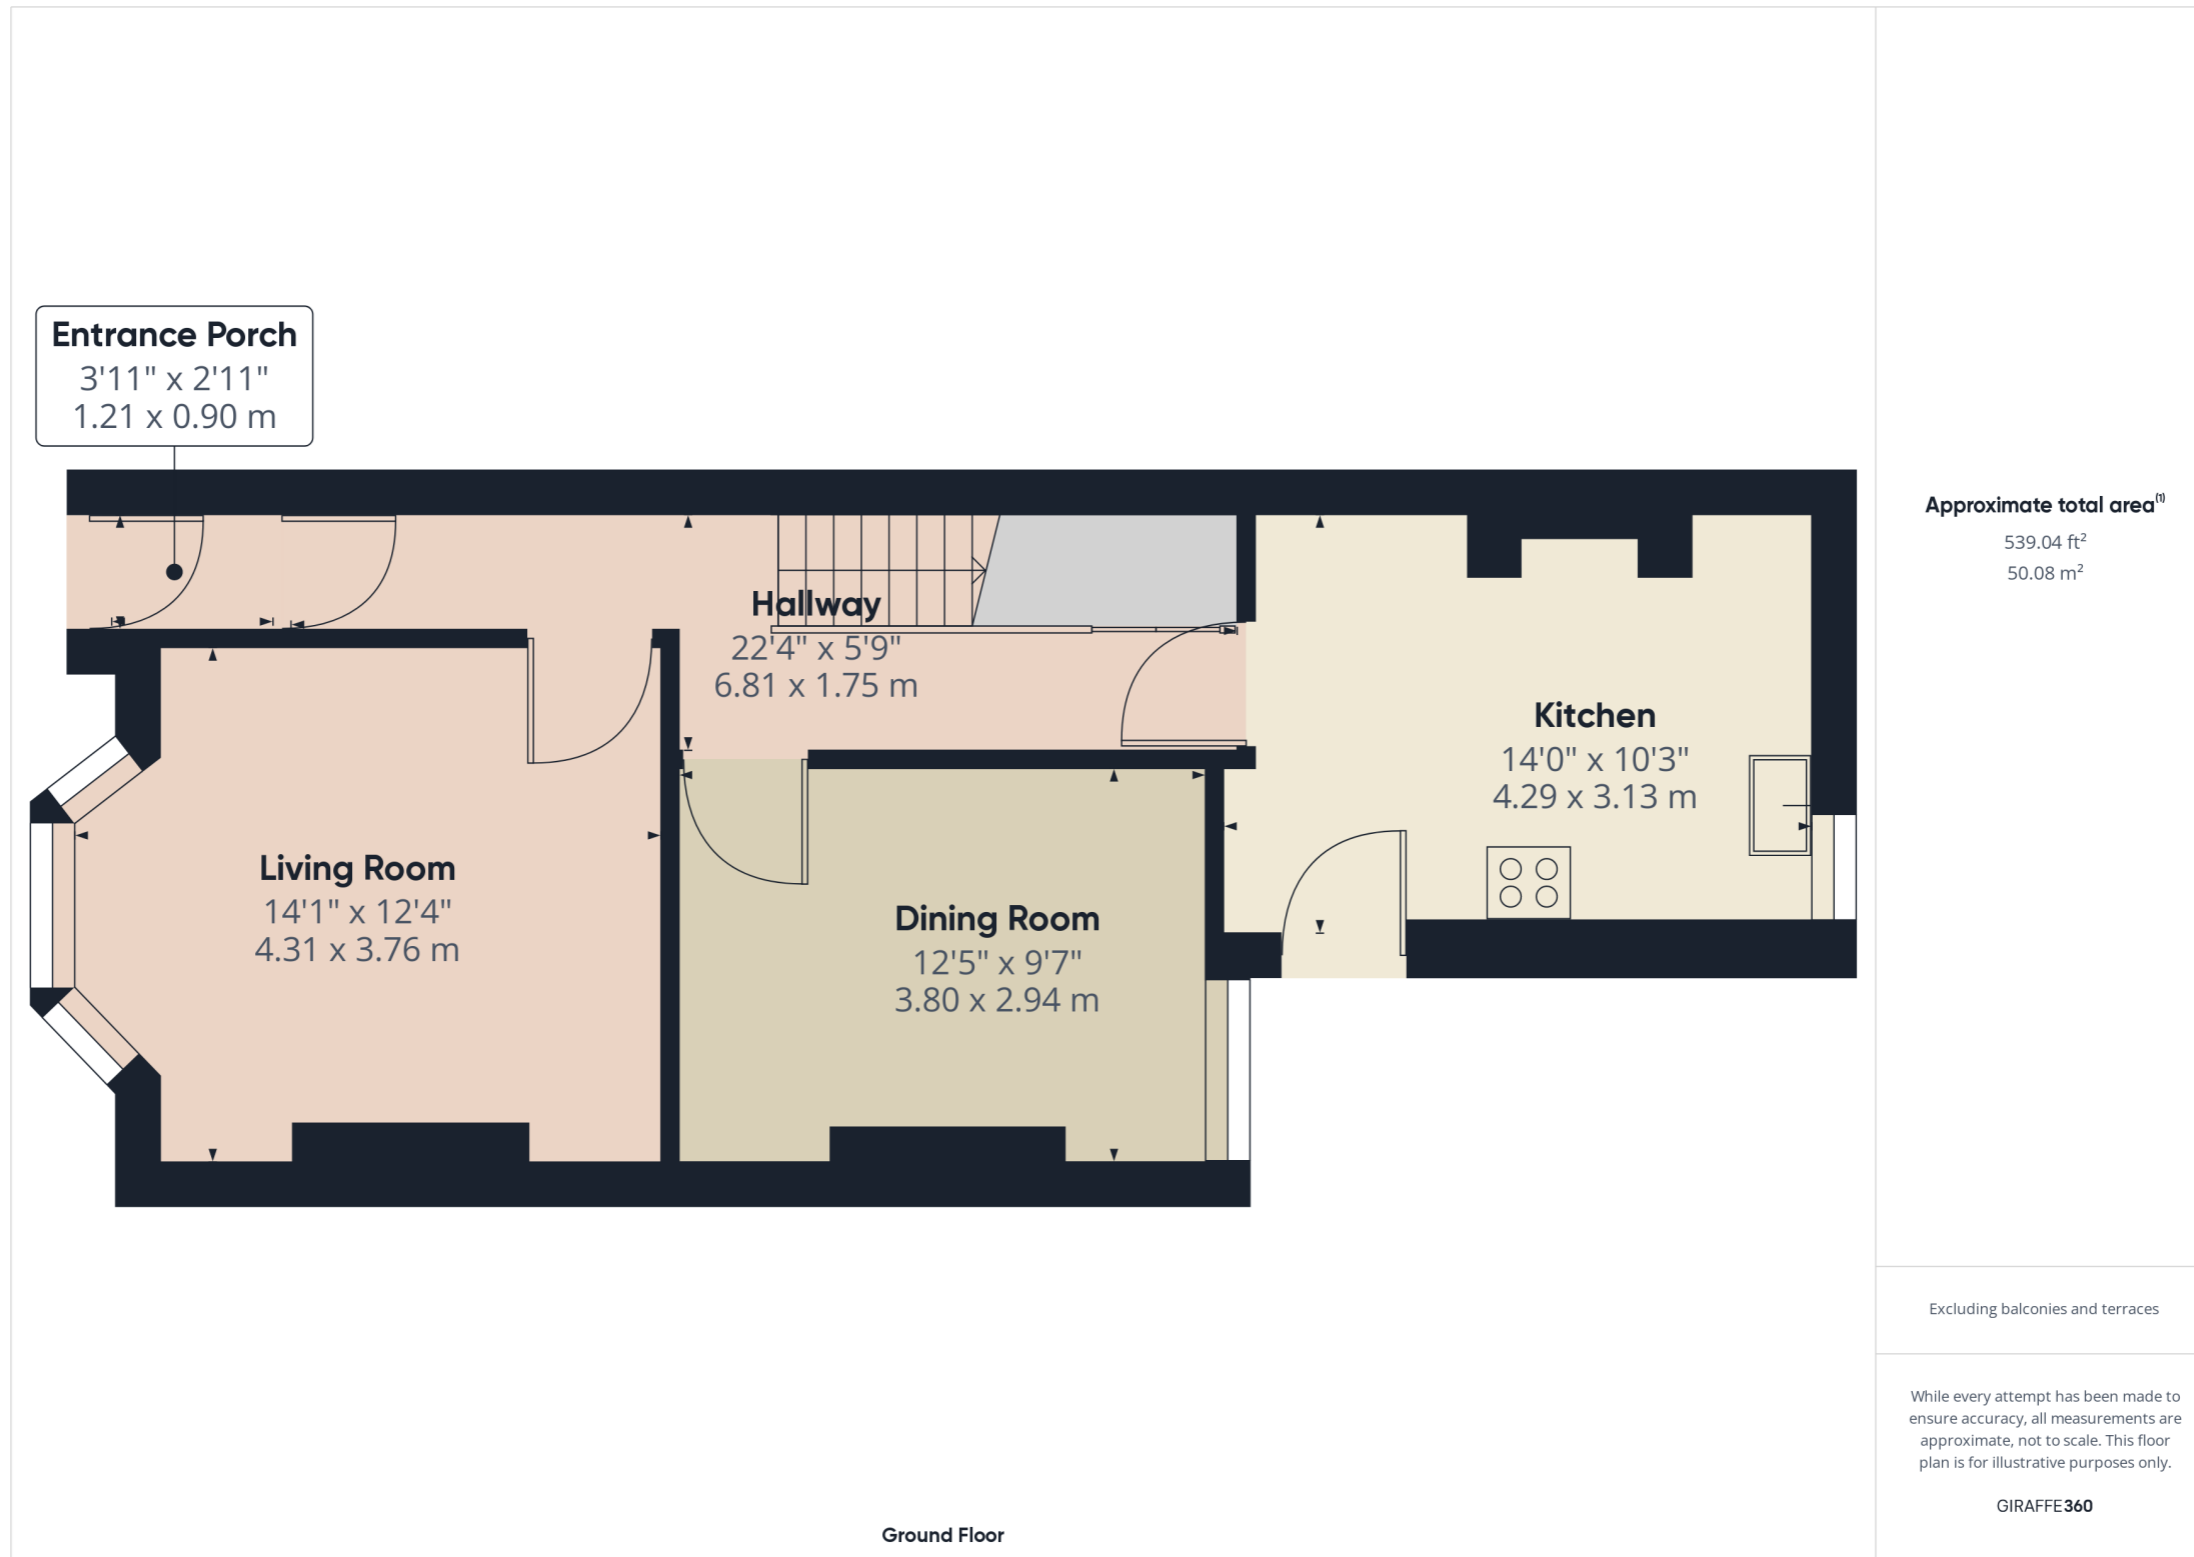 Entrance Porch
3'11" x 2'11"
1.21 x 0.90 m
Hallway
22'4" x 5'9"
6.81 x 1.75 m
Kitchen
14'0" x 10'3"
4.29 x 3.13 m
Living Room
14'1" x 12'4"
4.31 x 3.76 m
Dining Room
12'5" x 9'7"
3.80 x 2.94 m
Ground Floor
Approximate total area(1)
539.04 ft²
50.08 m²
Excluding balconies and terraces
While every attempt has been made to
ensure accuracy, all measurements are
approximate, not to scale. This floor
plan is for illustrative purposes only.
GIRAFFE360